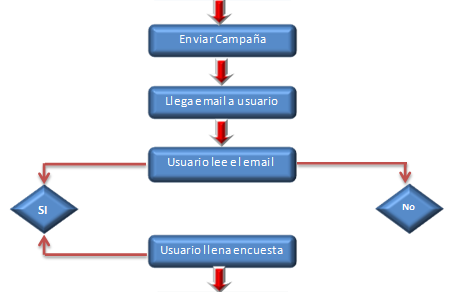 Enviar Campaña
Llega email a usuario
Usuario lee el email
SI
No
Usuario llena encuesta